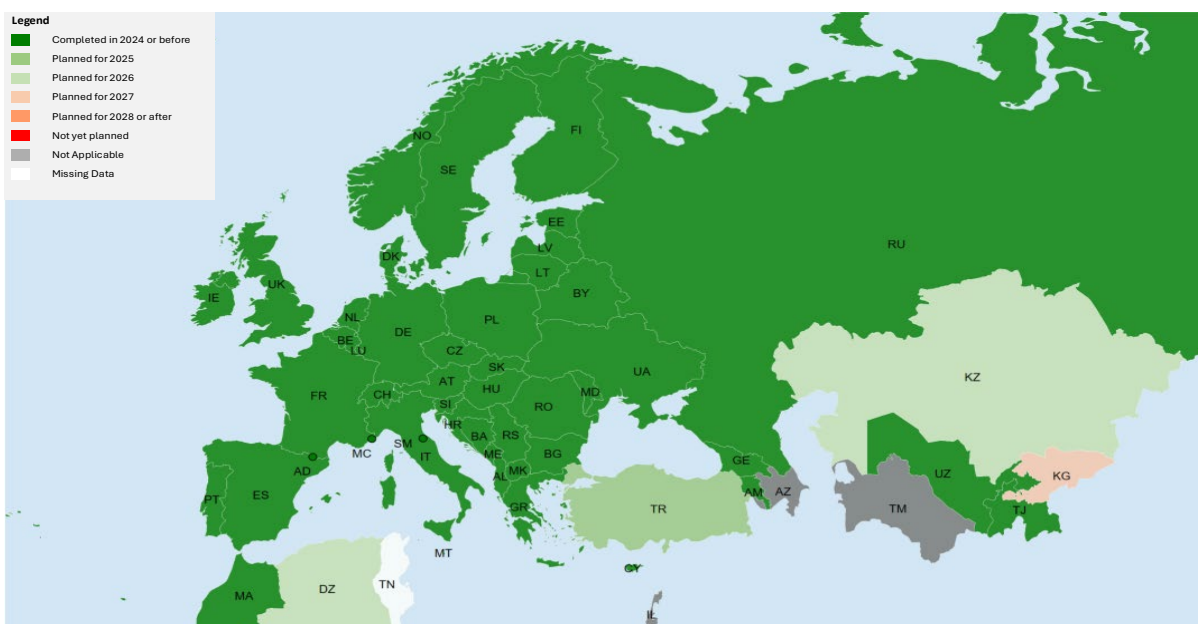 Legend
Completed in 2024 or before
Planned for 2025
Planned for 2026
Planned for 2027
Planned for 2028 or after
Not yet planned
Not Applicable
Missing Data
NO
FI
SE
EE
RU
LV
DK
LT
IE
UK
BY
NL
PL
DE
BE
LU
CZ
SK
UA
KZ
AT
FR
CH
HU
MD
SI
RO
HR
BA
RS
SM
MC
IT
ME
BG
GE
AD
AL
MK
UZ
KG
PT
ES
AM
AZ
GR
TR
TM
TJ
MT
CY
MA
DZ
TN
IL